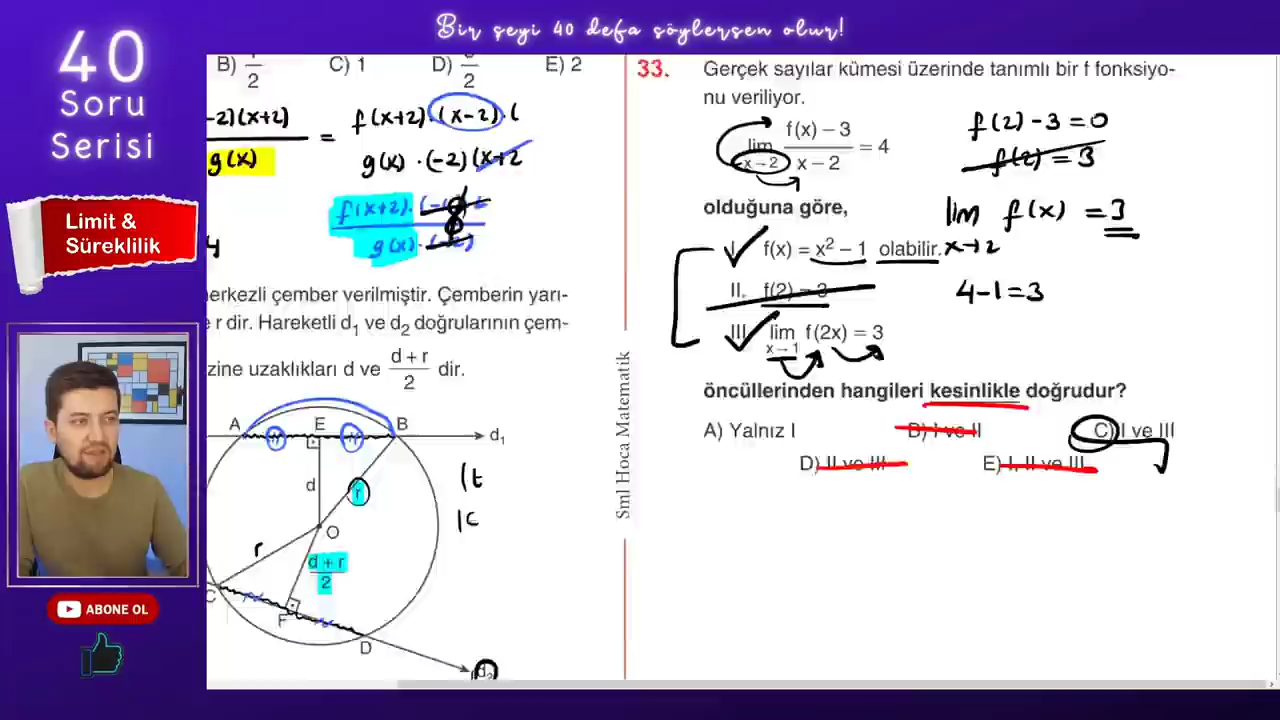 Bir şeyi 40 defa söylersen olur!
40
Soru
Serisi
Limit &
Süreklilik
ABONE OL
B) 1/2 C) 1 D) /2 E) 2
-2)(x+2) / g(x) = f(x+2).(x-2).( / g(x).(-2)(x+2
f(x+2). / g(x).
4
merkezli çember verilmiştir. Çemberin yarı-
r dir. Hareketli d₁ ve d₂ doğrularının çem-
zine uzaklıkları d ve (d + r)/2 dir.
A E B d₁
d r
O
r
(d+r)/2
C F D
d₂
Sml Hoca Matematik
33. Gerçek sayılar kümesi üzerinde tanımlı bir f fonksiyo-
nu veriliyor.
lim x→2 (f(x) – 3)/(x – 2) = 4
olduğuna göre,
I. f(x) = x² – 1 olabilir.
II. f(2) = 3
III. lim x→1 f(2x) = 3
öncüllerinden hangileri kesinlikle doğrudur?
A) Yalnız I B) I ve II C) I ve III
D) II ve III E) I, II ve III
f(2)-3=0
f(2) = 3
lim x→2 f(x) = 3
4-1=3